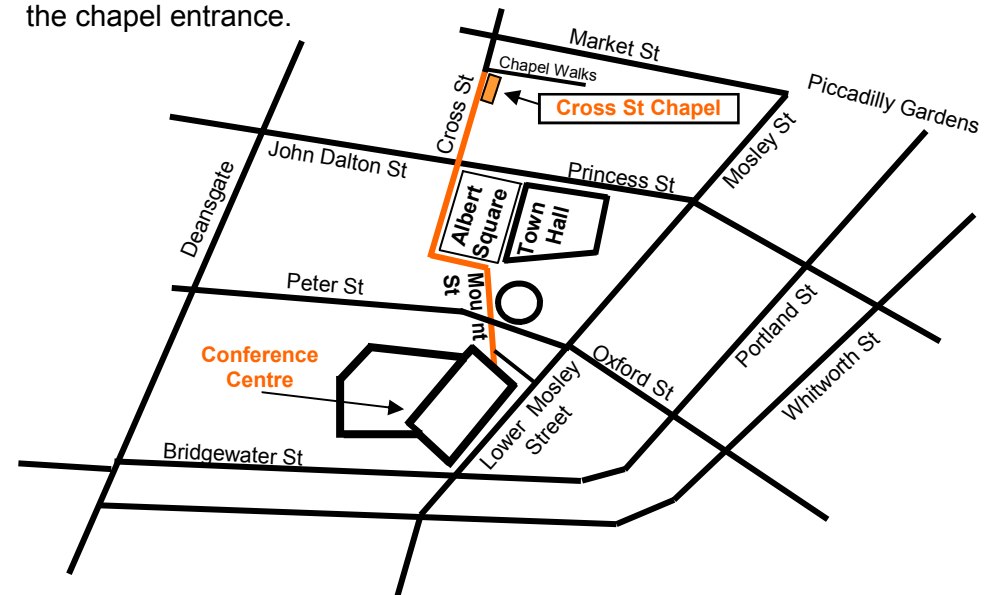 the chapel entrance.
Market St
Chapel Walks
Piccadilly Gardens
Cross St
Cross St Chapel
Mosley St
John Dalton St
Princess St
Deansgate
Albert
Square
Town
Hall
Peter St
Mount
St
Portland St
Whitworth St
Conference
Centre
Oxford St
Lower Mosley
Street
Bridgewater St